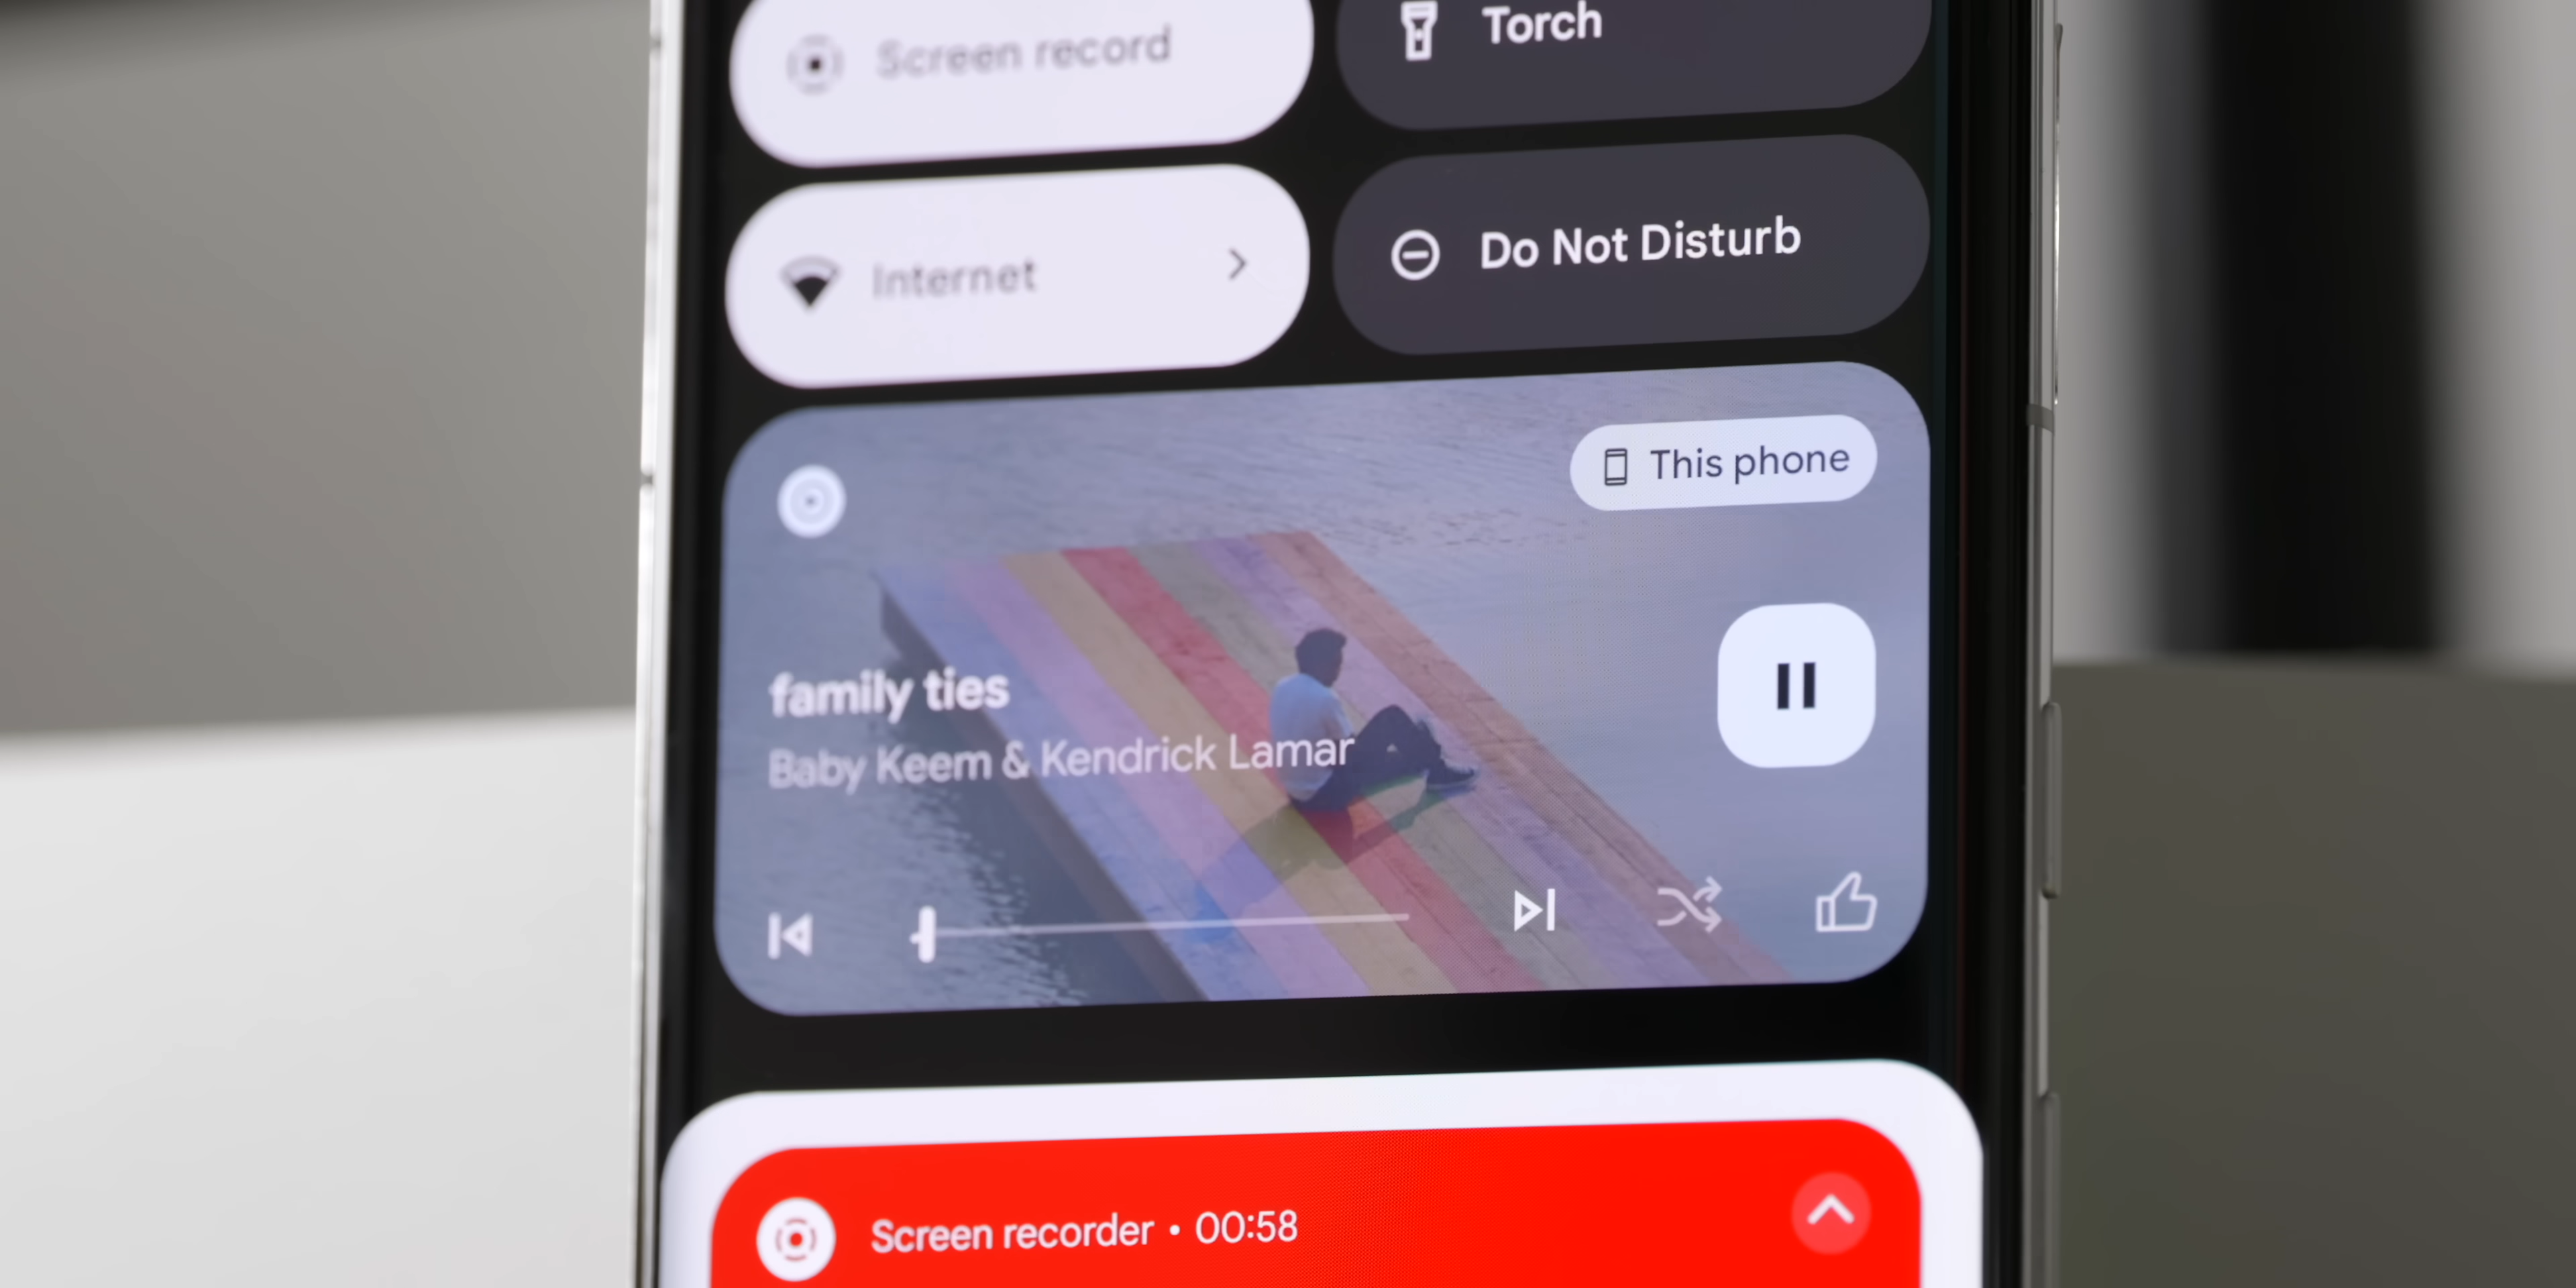 Screen record
Torch
Internet
Do Not Disturb
This phone
family ties
Baby Keem & Kendrick Lamar
Screen recorder • 00:58